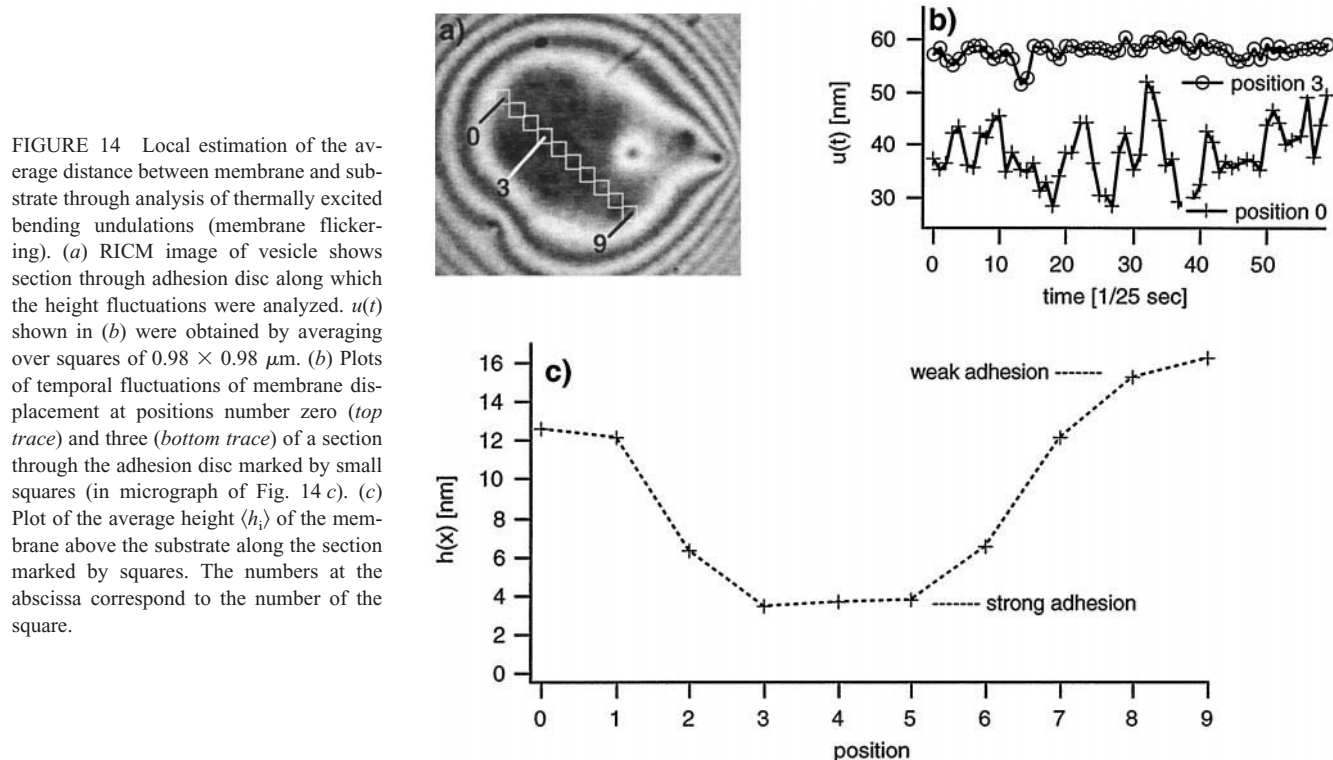 FIGURE 14 Local estimation of the av-
erage distance between membrane and sub-
strate through analysis of thermally excited
bending undulations (membrane flicker-
ing). (a) RICM image of vesicle shows
section through adhesion disc along which
the height fluctuations were analyzed. u(t)
shown in (b) were obtained by averaging
over squares of 0.98 × 0.98 μm. (b) Plots
of temporal fluctuations of membrane dis-
placement at positions number zero (top
trace) and three (bottom trace) of a section
through the adhesion disc marked by small
squares (in micrograph of Fig. 14 c). (c)
Plot of the average height ⟨hᵢ⟩ of the mem-
brane above the substrate along the section
marked by squares. The numbers at the
abscissa correspond to the number of the
square.
a)
0
3
9
b)
60
50
40
30
u(t) [nm]
position 3
position 0
0 10 20 30 40 50
time [1/25 sec]
c)
16
14
12
10
8
6
4
2
0
h(x) [nm]
weak adhesion
strong adhesion
0 1 2 3 4 5 6 7 8 9
position